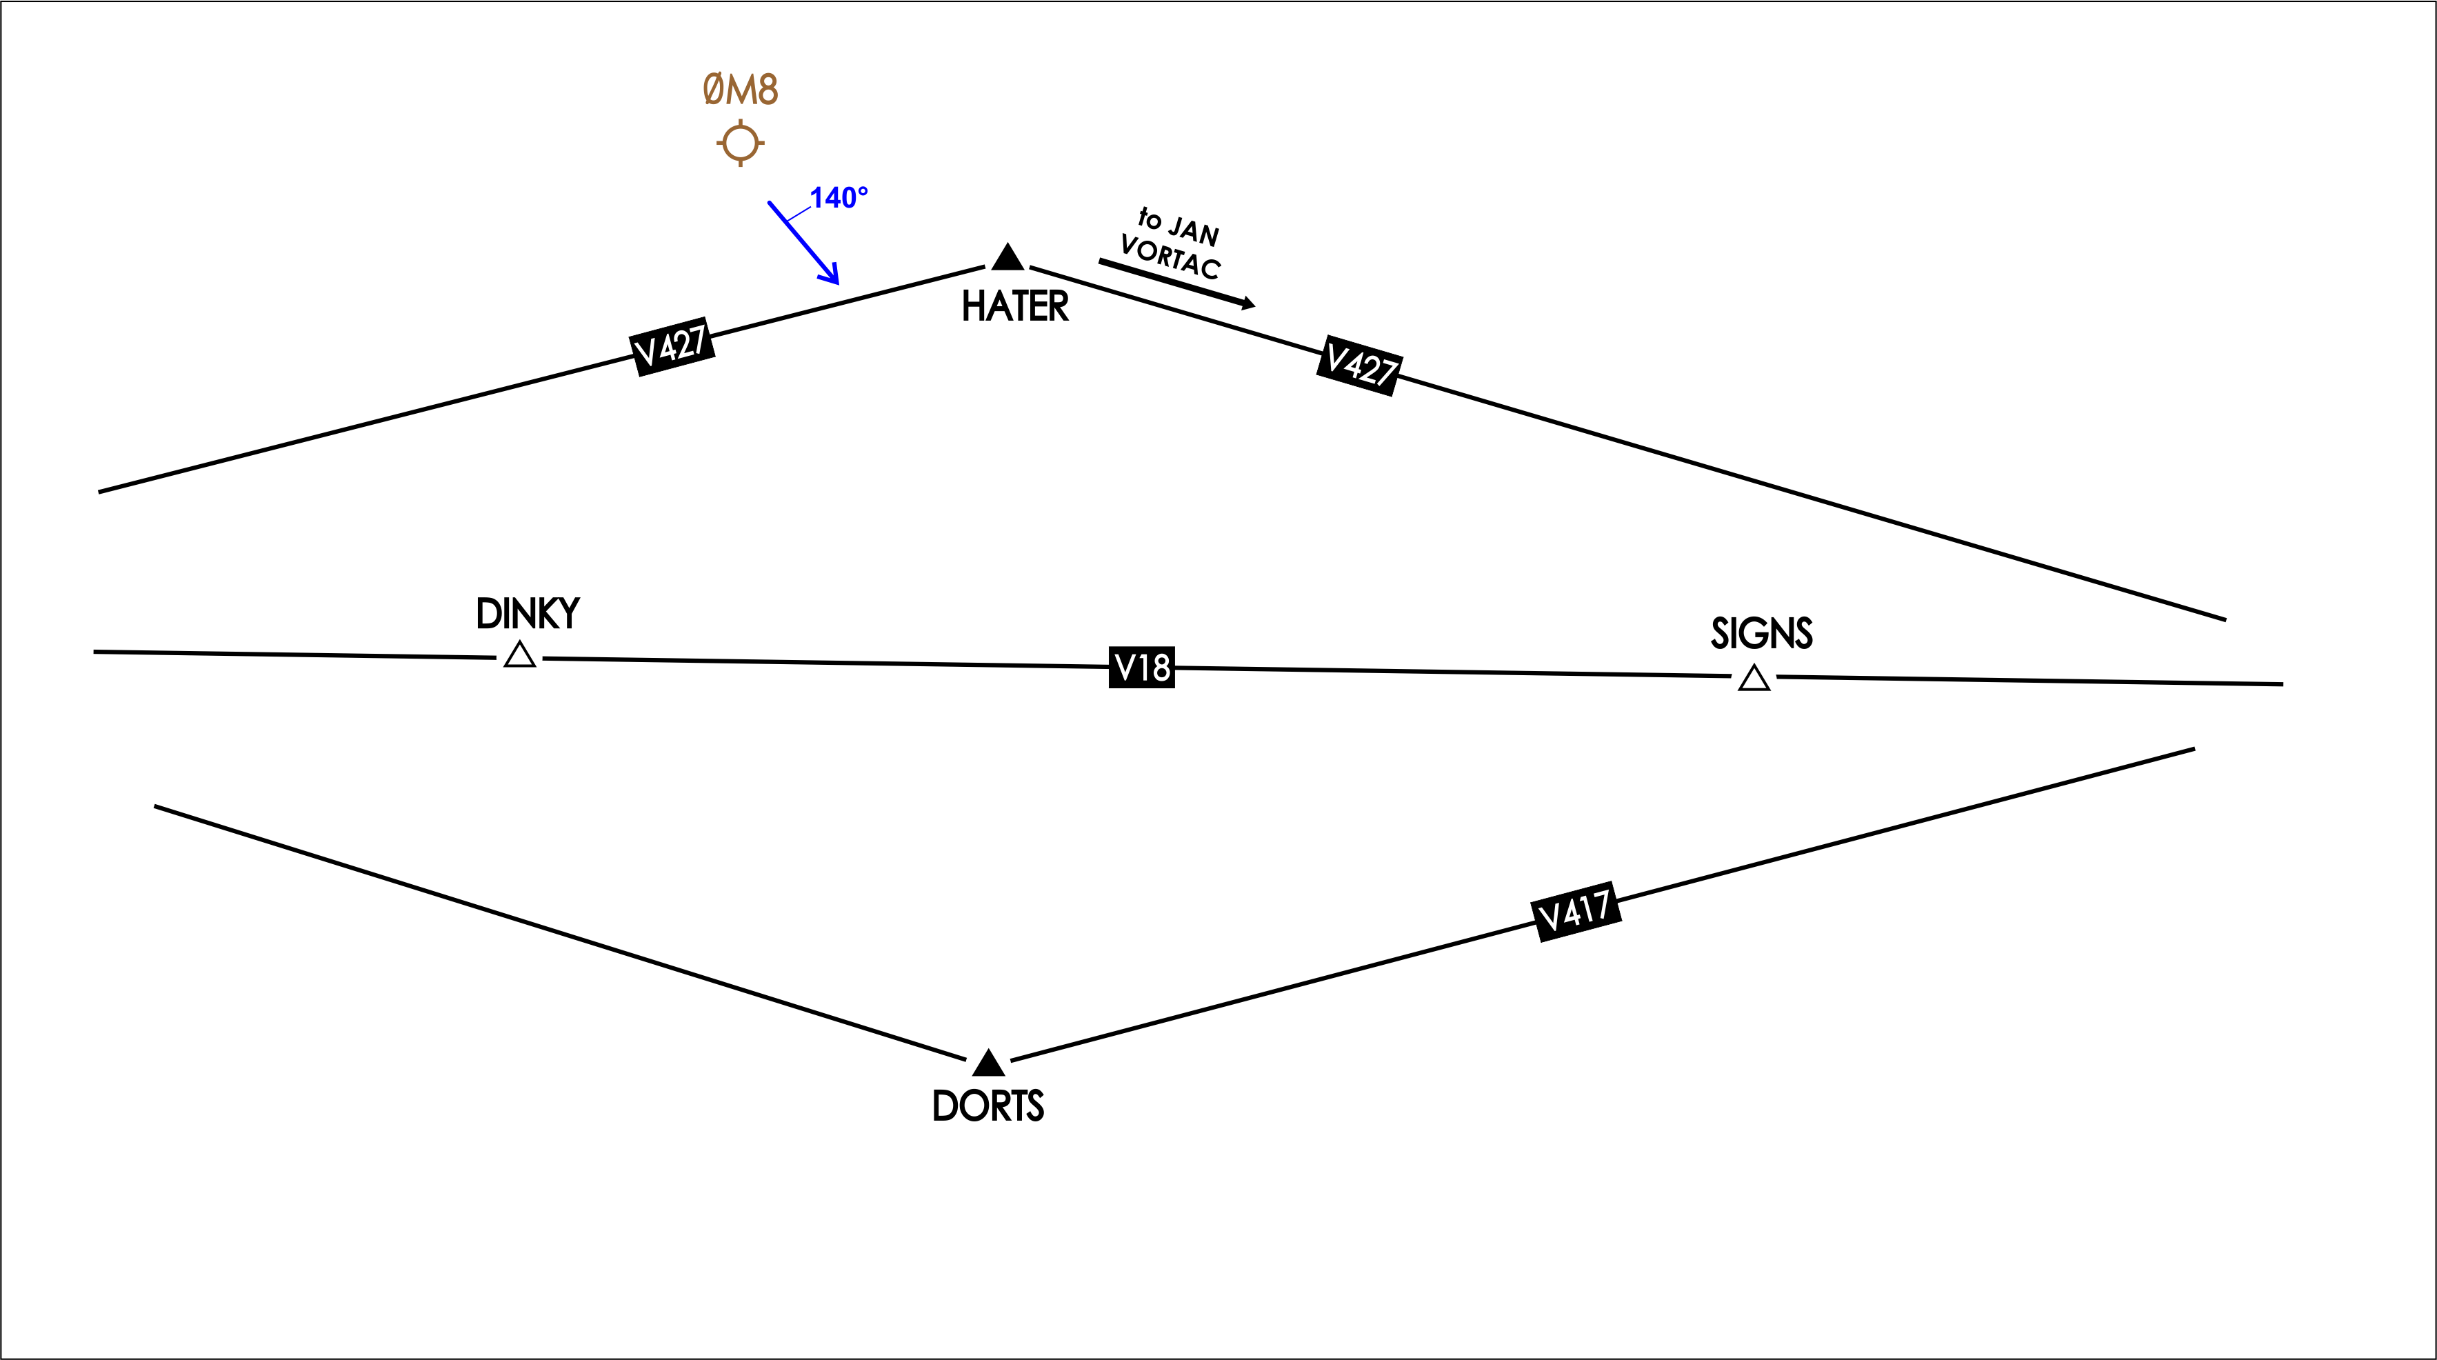 ØM8
140°
to JAN
VORTAC
HATER
V427
V427
DINKY
SIGNS
V18
V417
DORTS